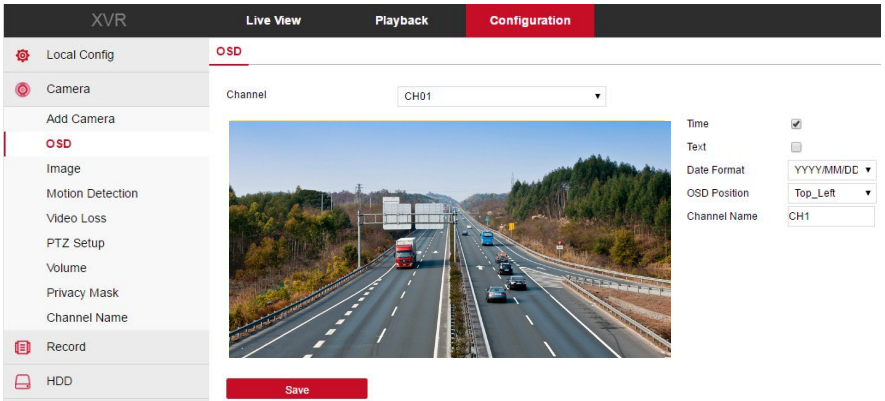 XVR Live View Playback Configuration
Local Config
Camera
Add Camera
OSD
Image
Motion Detection
Video Loss
PTZ Setup
Volume
Privacy Mask
Channel Name
Record
HDD
OSD
Channel CH01
Time
Text
Date Format YYYY/MM/DD
OSD Position Top_Left
Channel Name CH1
Save